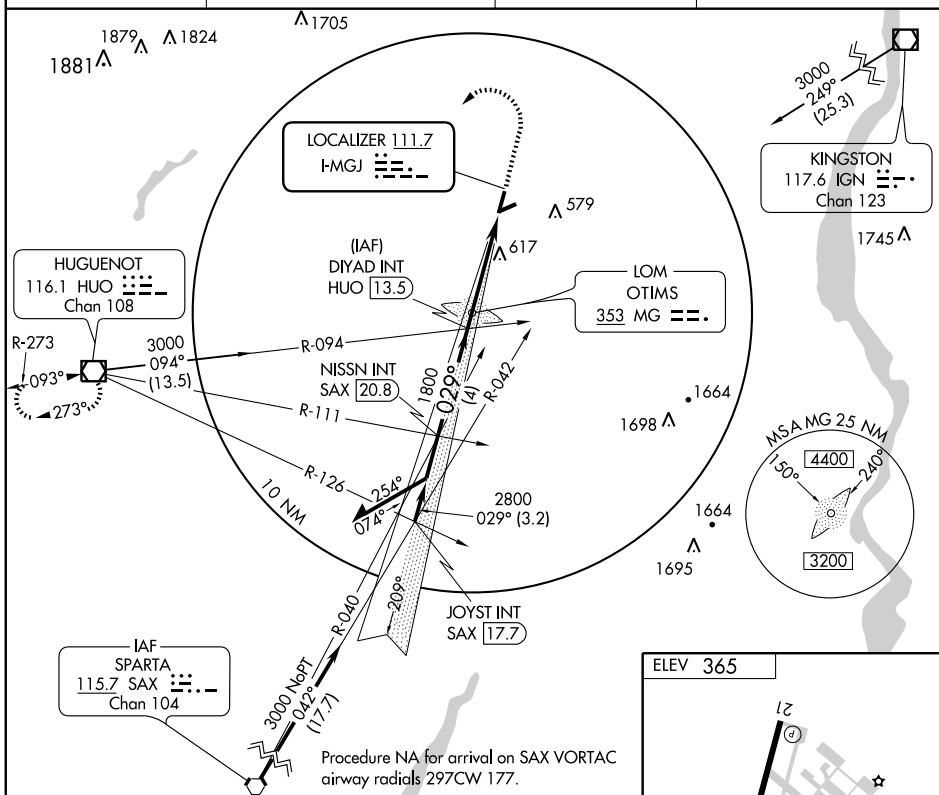 1705
1879
1824
1881
3000
249°
(25.3)
LOCALIZER 111.7
I-MGJ
KINGSTON
117.6 IGN
Chan 123
1745
579
617
(IAF)
DIYAD INT
HUO 13.5
LOM
OTIMS
353 MG
HUGUENOT
116.1 HUO
Chan 108
R-273
093°
273°
3000
094°
(13.5)
R-094
NISSN INT
SAX 20.8
1800
029°
(4)
R-042
R-111
R-126
1664
1698
MSA MG 25 NM
150°
4400
240°
3200
10 NM
254°
074°
2800
029° (3.2)
1664
1695
209°
R-040
JOYST INT
SAX 17.7
IAF
SPARTA
115.7 SAX
Chan 104
3000 NoPT
042°
(17.7)
Procedure NA for arrival on SAX VORTAC
airway radials 297CW 177.
ELEV 365
21
P